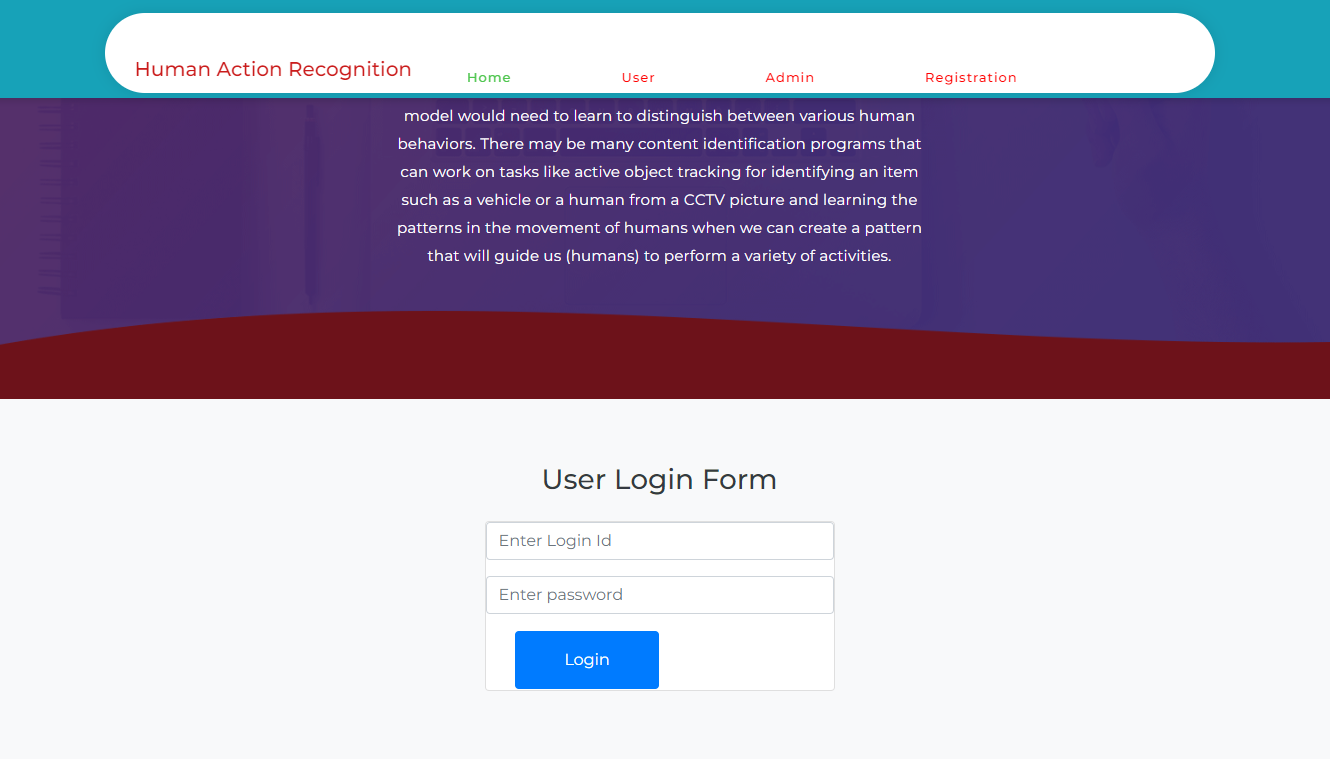 Human Action Recognition
Home User Admin Registration
model would need to learn to distinguish between various human
behaviors. There may be many content identification programs that
can work on tasks like active object tracking for identifying an item
such as a vehicle or a human from a CCTV picture and learning the
patterns in the movement of humans when we can create a pattern
that will guide us (humans) to perform a variety of activities.
User Login Form
Enter Login Id
Enter password
Login